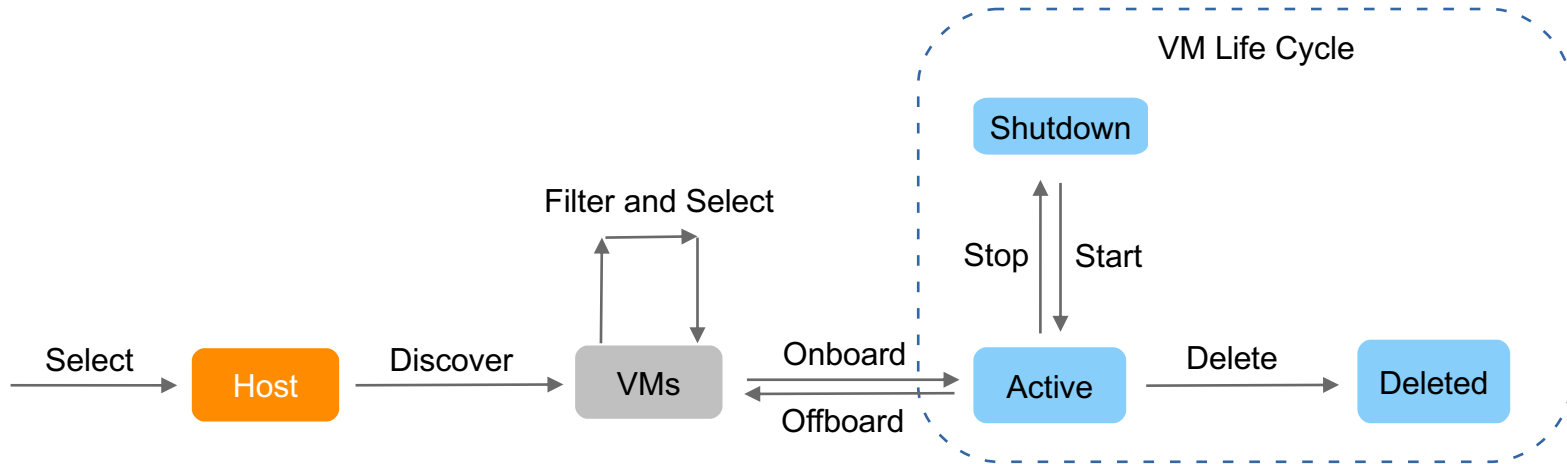 VM Life Cycle
Shutdown
Filter and Select
Stop
Start
Select
Host
Discover
VMs
Onboard
Offboard
Active
Delete
Deleted